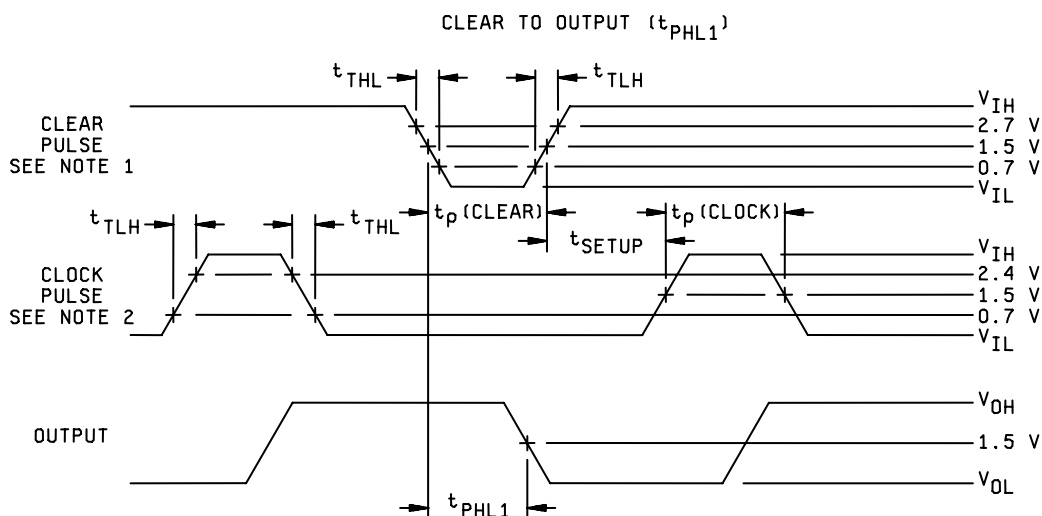 CLEAR TO OUTPUT (tPHL1)
tTHL
tTLH
CLEAR
PULSE
SEE NOTE 1
VIH
2.7 V
1.5 V
0.7 V
VIL
tp (CLEAR)
tp (CLOCK)
tTLH
tTHL
tSETUP
CLOCK
PULSE
SEE NOTE 2
VIH
2.4 V
1.5 V
0.7 V
VIL
OUTPUT
VOH
1.5 V
VOL
tPHL1